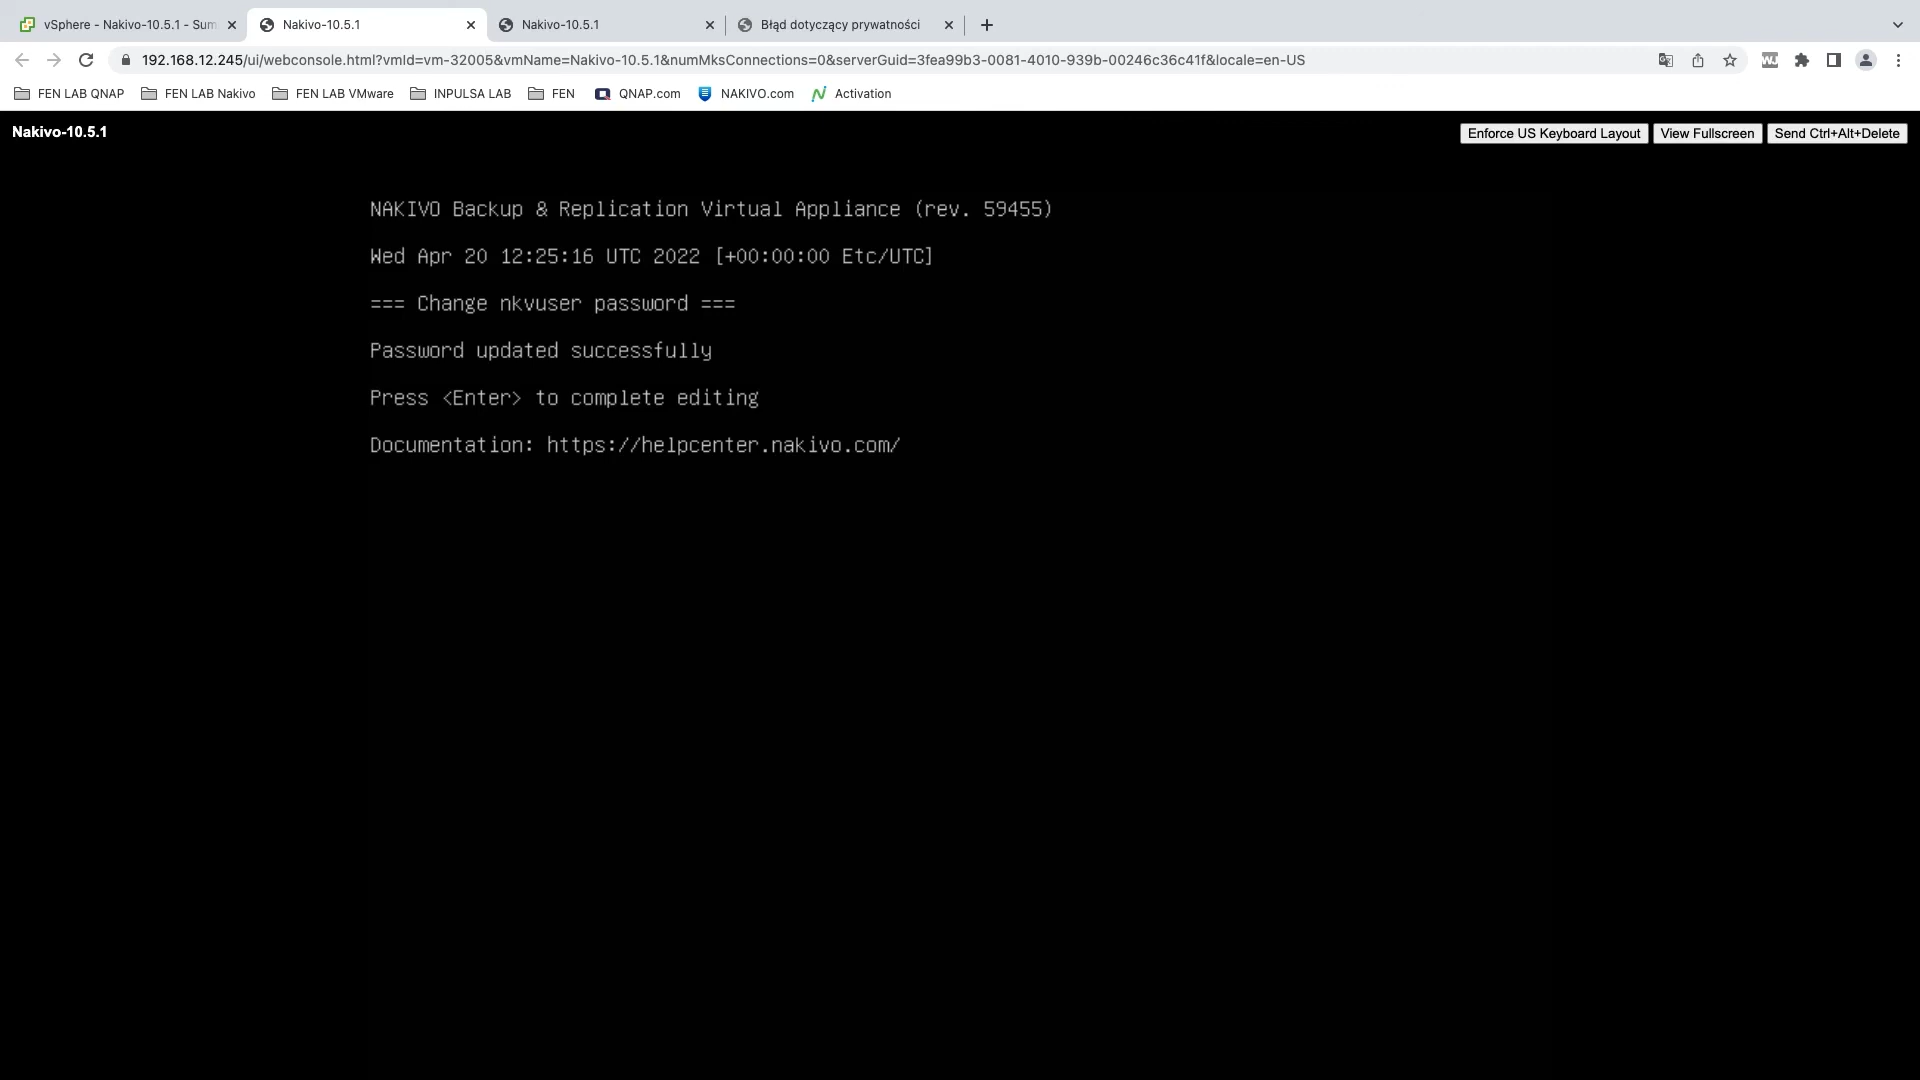 vSphere - Nakivo-10.5.1 - Sum
Nakivo-10.5.1
Nakivo-10.5.1
Błąd dotyczący prywatności
192.168.12.245/ui/webconsole.html?vmId=vm-32005&vmName=Nakivo-10.5.1&numMksConnections=0&serverGuid=3fea99b3-0081-4010-939b-00246c36c41f&locale=en-US
FEN LAB QNAP FEN LAB Nakivo FEN LAB VMware INPULSA LAB FEN QNAP.com NAKIVO.com Activation
Nakivo-10.5.1
Enforce US Keyboard Layout View Fullscreen Send Ctrl+Alt+Delete
NAKIVO Backup & Replication Virtual Appliance (rev. 59455)
Wed Apr 20 12:25:16 UTC 2022 [+00:00:00 Etc/UTC]
=== Change nkvuser password ===
Password updated successfully
Press <Enter> to complete editing
Documentation: https://helpcenter.nakivo.com/